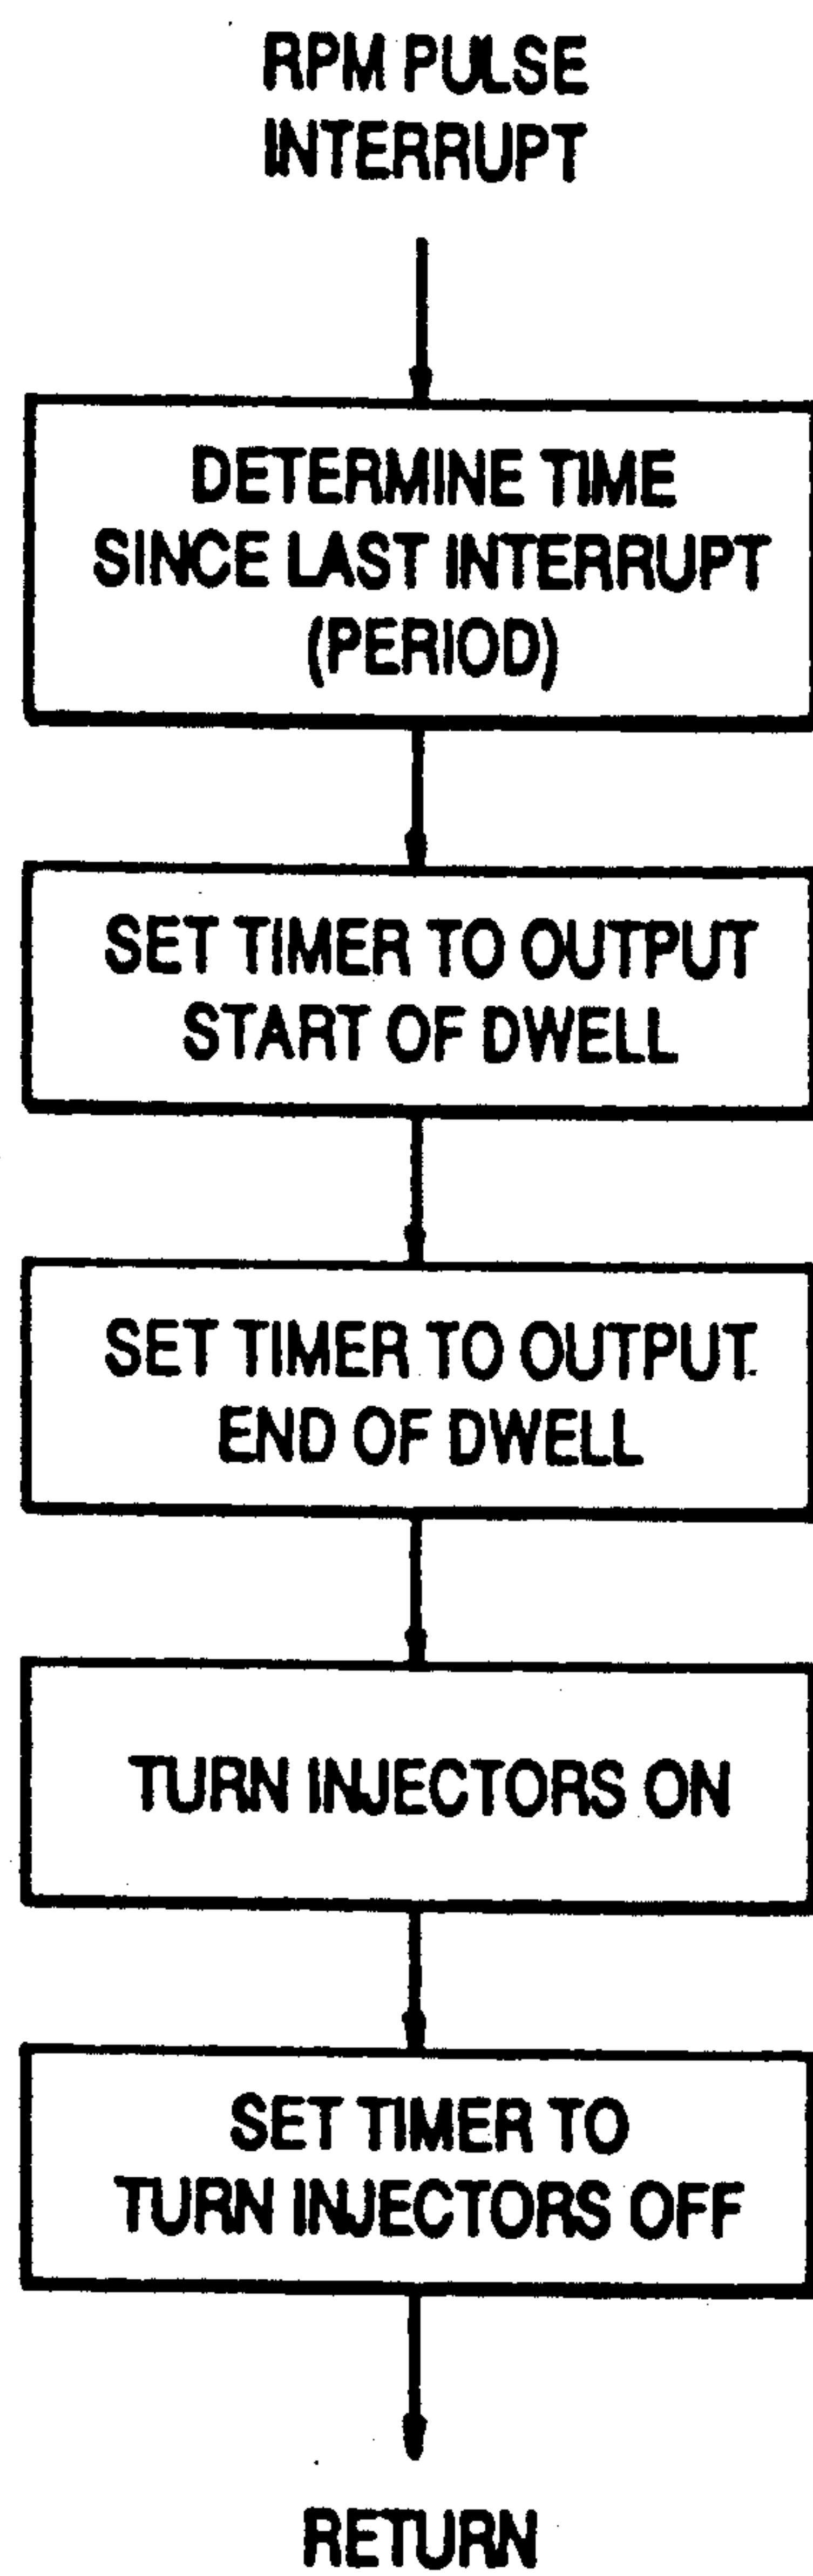 RPM PULSE
INTERRUPT
DETERMINE TIME
SINCE LAST INTERRUPT
(PERIOD)
SET TIMER TO OUTPUT
START OF DWELL
SET TIMER TO OUTPUT
END OF DWELL
TURN INJECTORS ON
SET TIMER TO
TURN INJECTORS OFF
RETURN